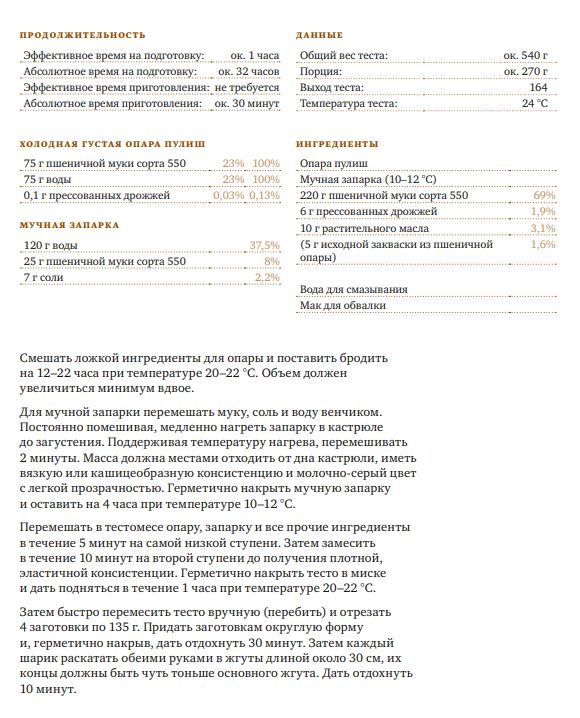 ПРОДОЛЖИТЕЛЬНОСТЬ
Эффективное время на подготовку: ок. 1 часа
Абсолютное время на подготовку: ок. 32 часов
Эффективное время приготовления: не требуется
Абсолютное время приготовления: ок. 30 минут
ДАННЫЕ
Общий вес теста: ок. 540 г
Порция: ок. 270 г
Выход теста: 164
Температура теста: 24 °C
ХОЛОДНАЯ ГУСТАЯ ОПАРА ПУЛИШ
75 г пшеничной муки сорта 550 23% 100%
75 г воды 23% 100%
0,1 г прессованных дрожжей 0,03% 0,13%
МУЧНАЯ ЗАПАРКА
120 г воды 37,5%
25 г пшеничной муки сорта 550 8%
7 г соли 2,2%
ИНГРЕДИЕНТЫ
Опара пулиш
Мучная запарка (10–12 °C)
220 г пшеничной муки сорта 550 69%
6 г прессованных дрожжей 1,9%
10 г растительного масла 3,1%
(5 г исходной закваски из пшеничной 1,6%
опары)
Вода для смазывания
Мак для обвалки
Смешать ложкой ингредиенты для опары и поставить бродить
на 12–22 часа при температуре 20–22 °C. Объем должен
увеличиться минимум вдвое.
Для мучной запарки перемешать муку, соль и воду венчиком.
Постоянно помешивая, медленно нагреть запарку в кастрюле
до загустения. Поддерживая температуру нагрева, перемешивать
2 минуты. Масса должна местами отходить от дна кастрюли, иметь
вязкую или кашицеобразную консистенцию и молочно-серый цвет
с легкой прозрачностью. Герметично накрыть мучную запарку
и оставить на 4 часа при температуре 10–12 °C.
Перемешать в тестомесе опару, запарку и все прочие ингредиенты
в течение 5 минут на самой низкой ступени. Затем замесить
в течение 10 минут на второй ступени до получения плотной,
эластичной консистенции. Герметично накрыть тесто в миске
и дать подняться в течение 1 часа при температуре 20–22 °C.
Затем быстро перемесить тесто вручную (перебить) и отрезать
4 заготовки по 135 г. Придать заготовкам округлую форму
и, герметично накрыв, дать отдохнуть 30 минут. Затем каждый
шарик раскатать обеими руками в жгуты длиной около 30 см, их
концы должны быть чуть тоньше основного жгута. Дать отдохнуть
10 минут.